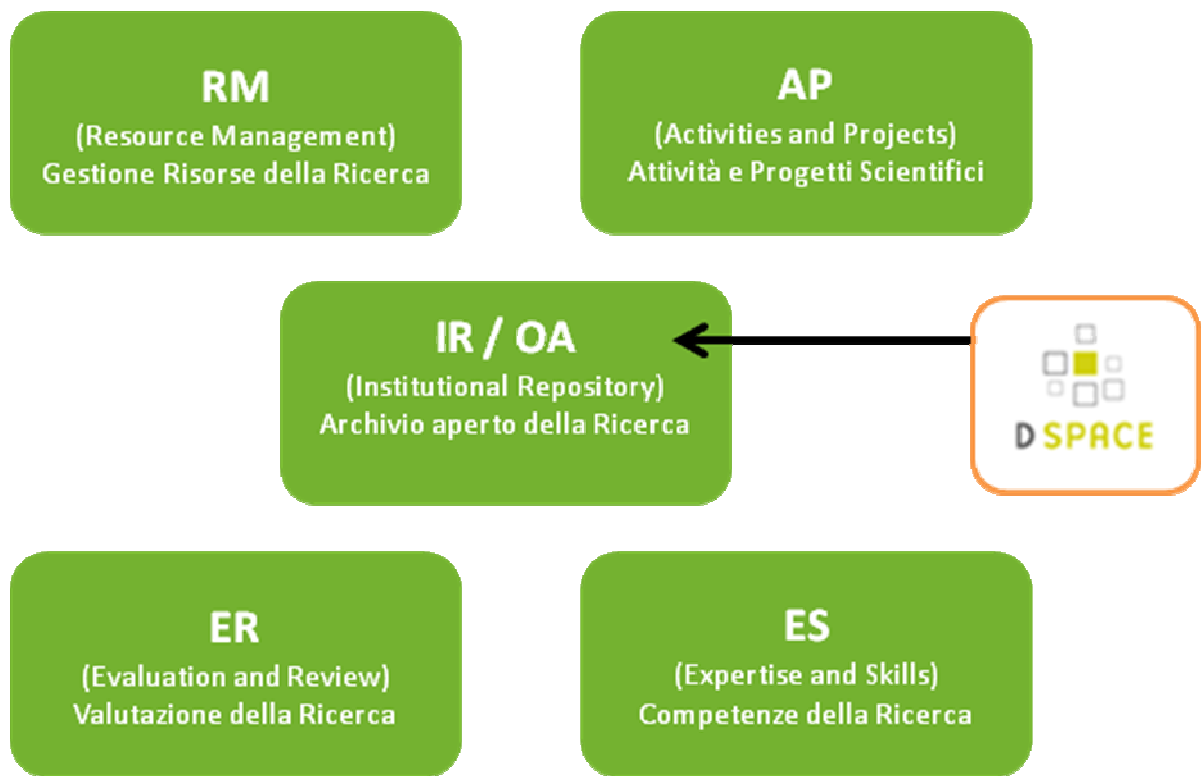 RM
(Resource Management)
Gestione Risorse della Ricerca
AP
(Activities and Projects)
Attività e Progetti Scientifici
IR / OA
(Institutional Repository)
Archivio aperto della Ricerca
D SPACE
ER
(Evaluation and Review)
Valutazione della Ricerca
ES
(Expertise and Skills)
Competenze della Ricerca